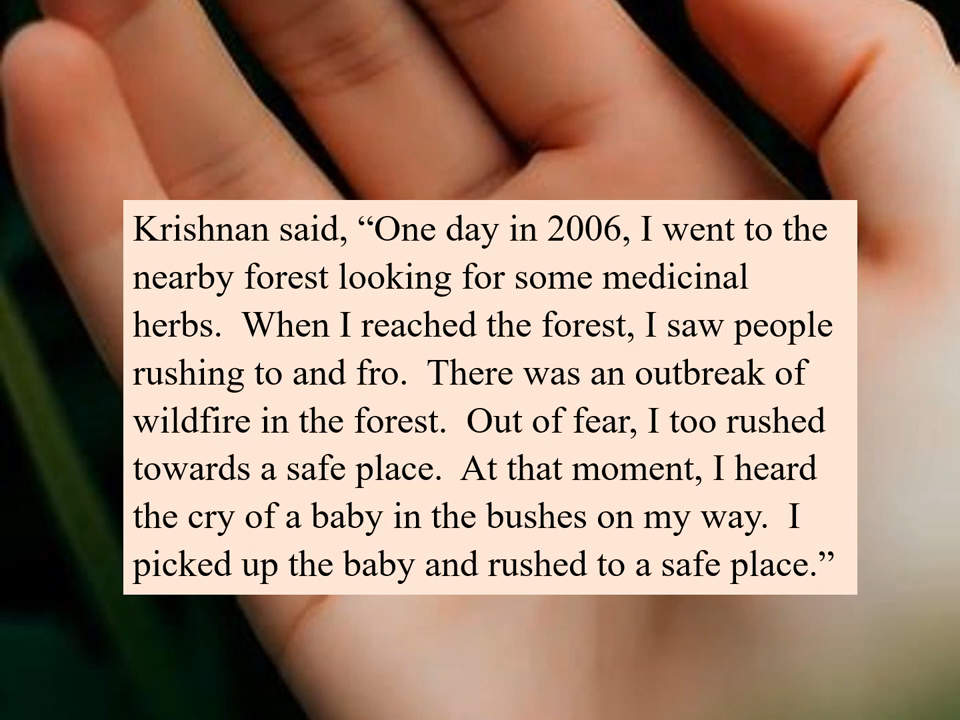 Krishnan said, “One day in 2006, I went to the
nearby forest looking for some medicinal
herbs.  When I reached the forest, I saw people
rushing to and fro.  There was an outbreak of
wildfire in the forest.  Out of fear, I too rushed
towards a safe place.  At that moment, I heard
the cry of a baby in the bushes on my way.  I
picked up the baby and rushed to a safe place.”